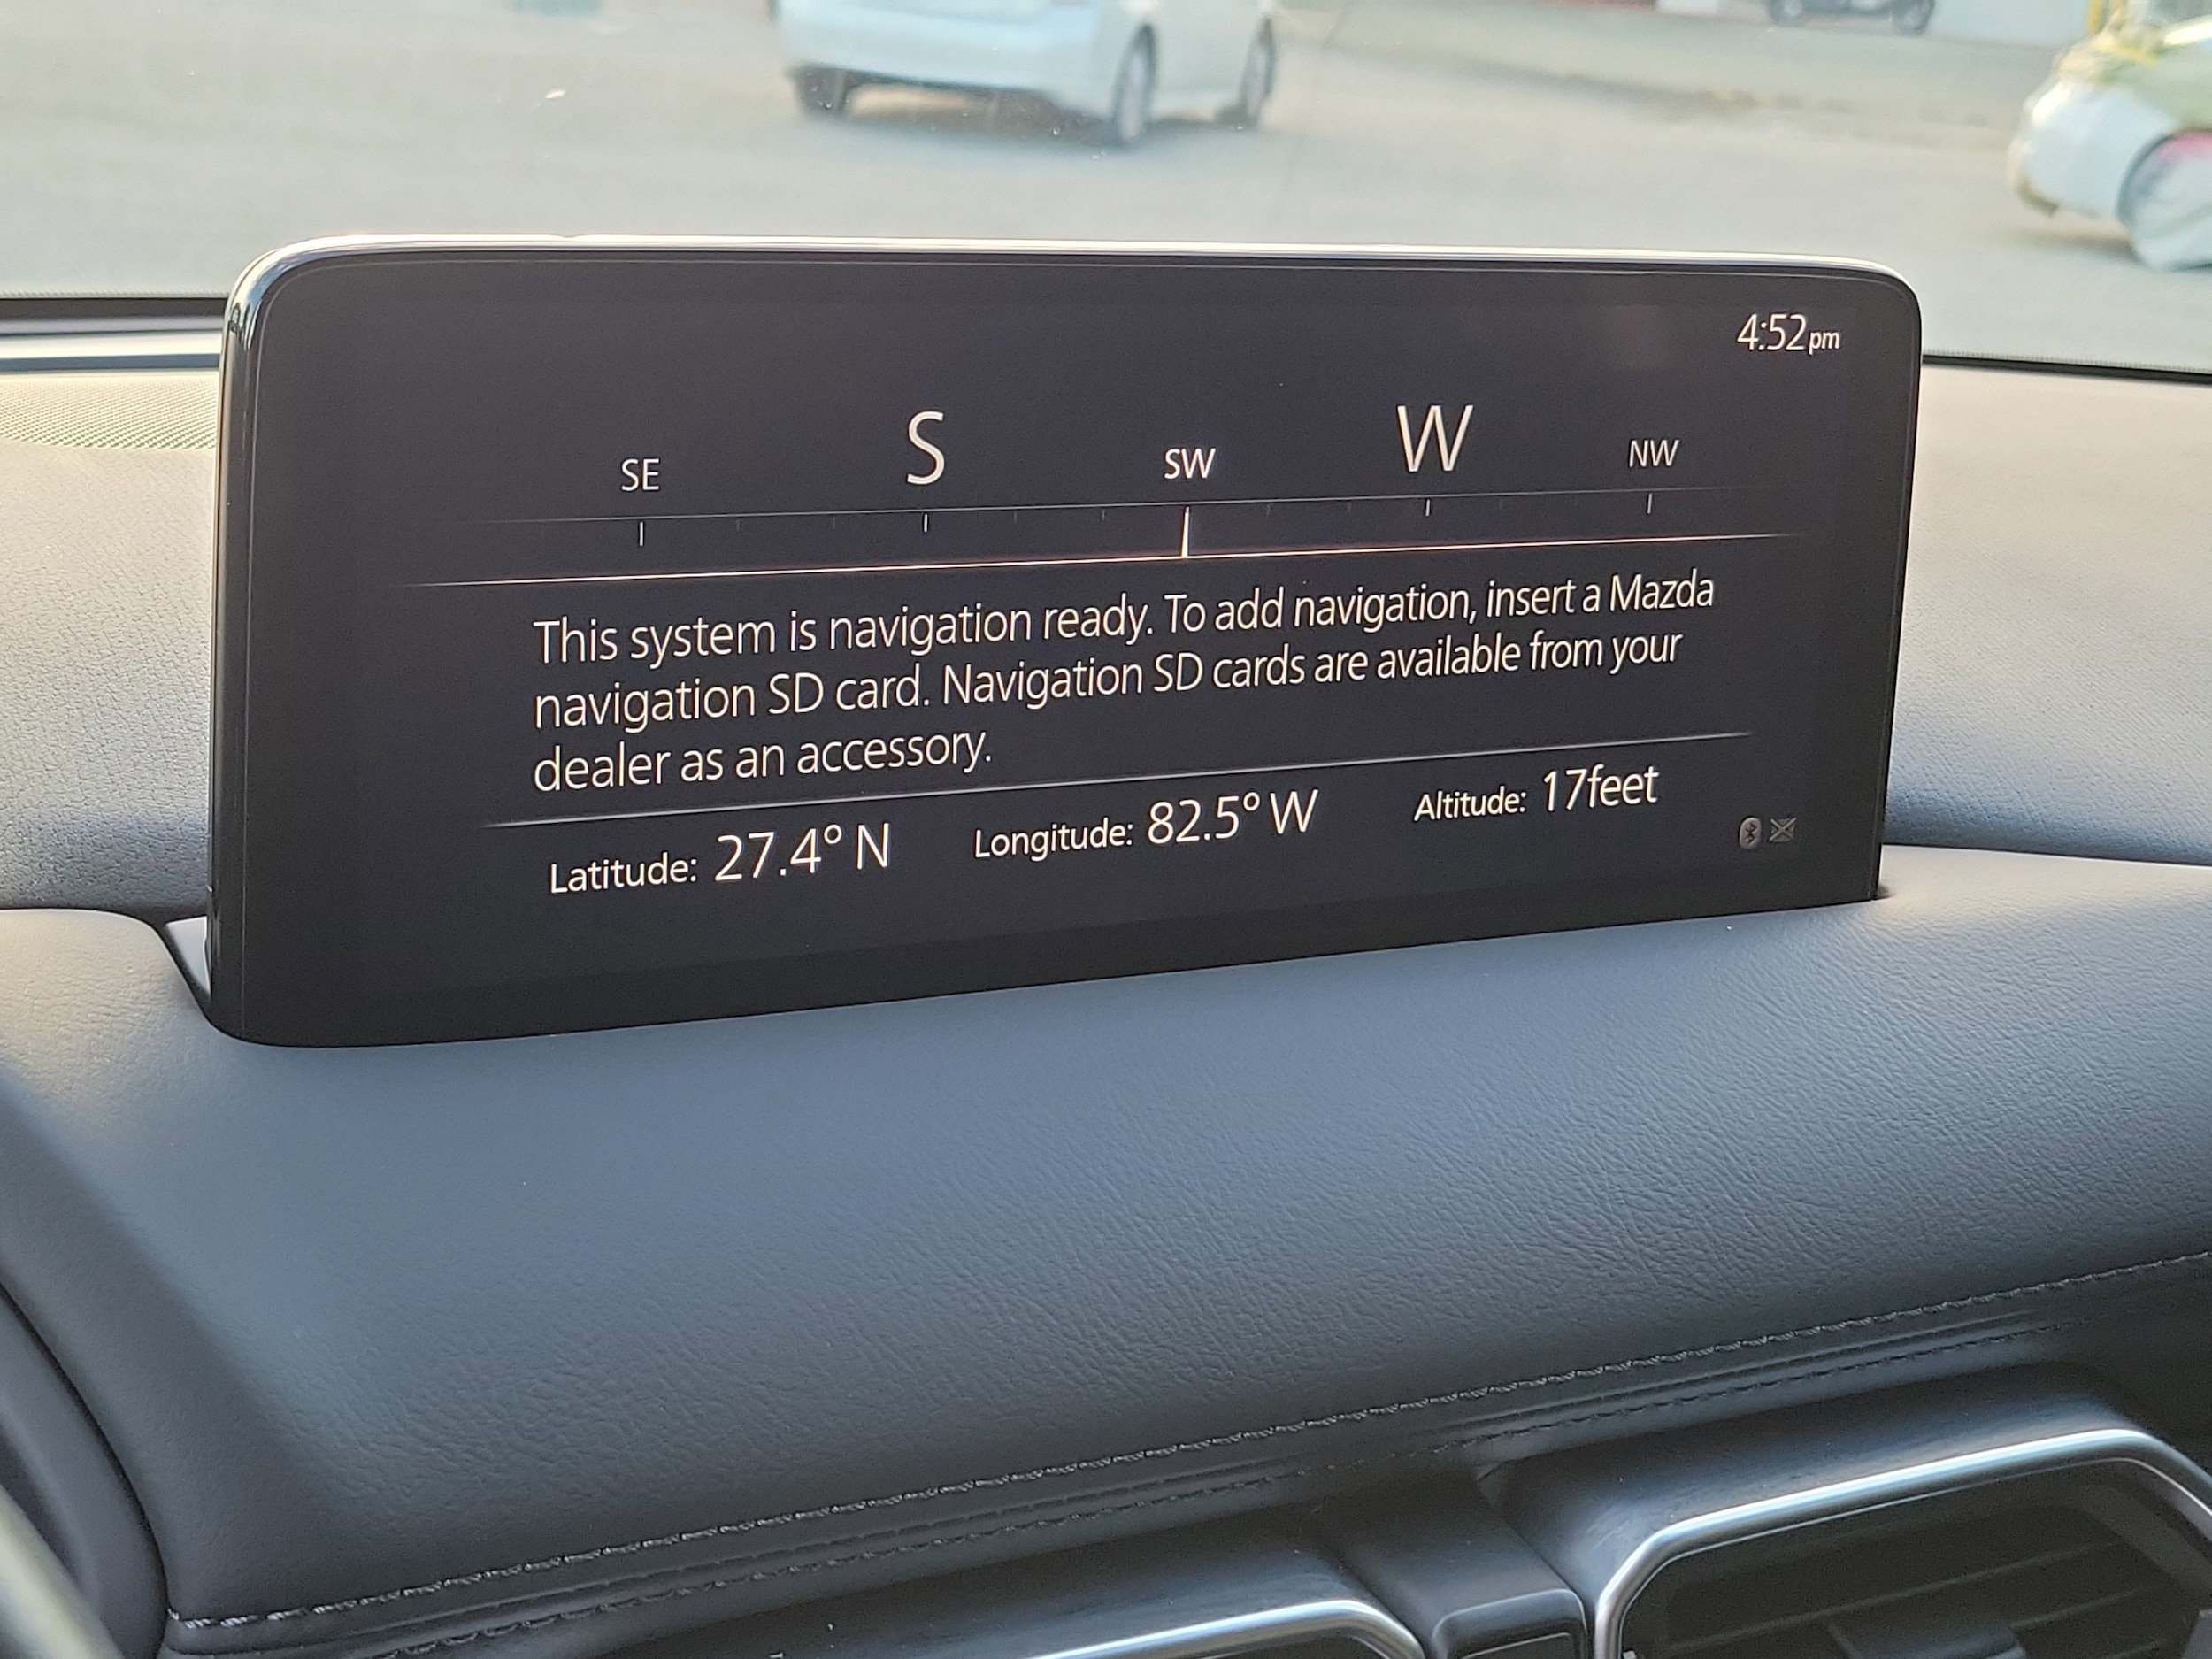 4:52pm
SE S SW W NW
This system is navigation ready. To add navigation, insert a Mazda
navigation SD card. Navigation SD cards are available from your
dealer as an accessory.
Latitude: 27.4° N Longitude: 82.5° W Altitude: 17feet